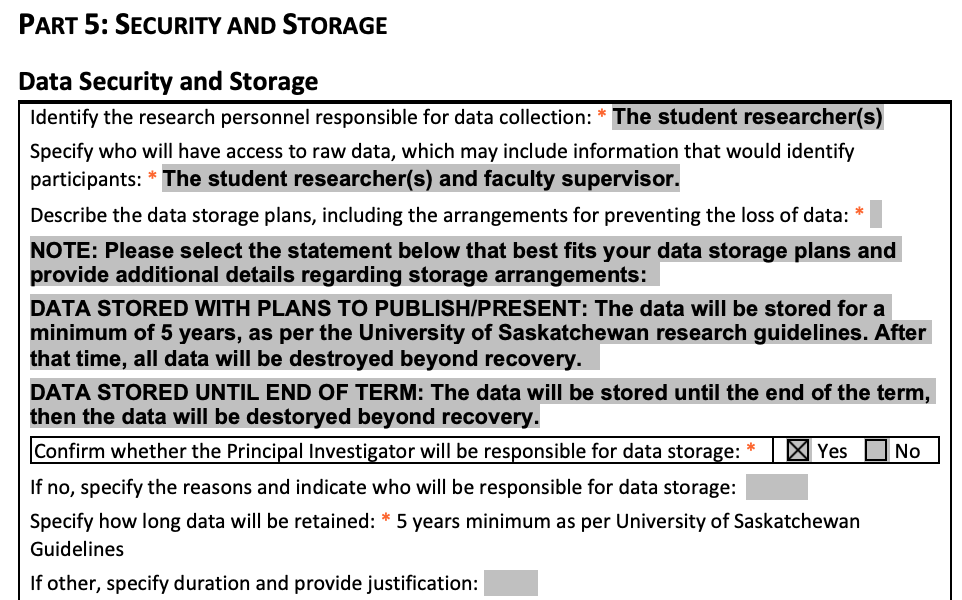 PART 5: SECURITY AND STORAGE
Data Security and Storage
Identify the research personnel responsible for data collection: * The student researcher(s)
Specify who will have access to raw data, which may include information that would identify
participants: * The student researcher(s) and faculty supervisor.
Describe the data storage plans, including the arrangements for preventing the loss of data: *
NOTE: Please select the statement below that best fits your data storage plans and
provide additional details regarding storage arrangements:
DATA STORED WITH PLANS TO PUBLISH/PRESENT: The data will be stored for a
minimum of 5 years, as per the University of Saskatchewan research guidelines. After
that time, all data will be destroyed beyond recovery.
DATA STORED UNTIL END OF TERM: The data will be stored until the end of the term,
then the data will be destoryed beyond recovery.
Confirm whether the Principal Investigator will be responsible for data storage: * ☒ Yes ☐ No
If no, specify the reasons and indicate who will be responsible for data storage:
Specify how long data will be retained: * 5 years minimum as per University of Saskatchewan
Guidelines
If other, specify duration and provide justification: